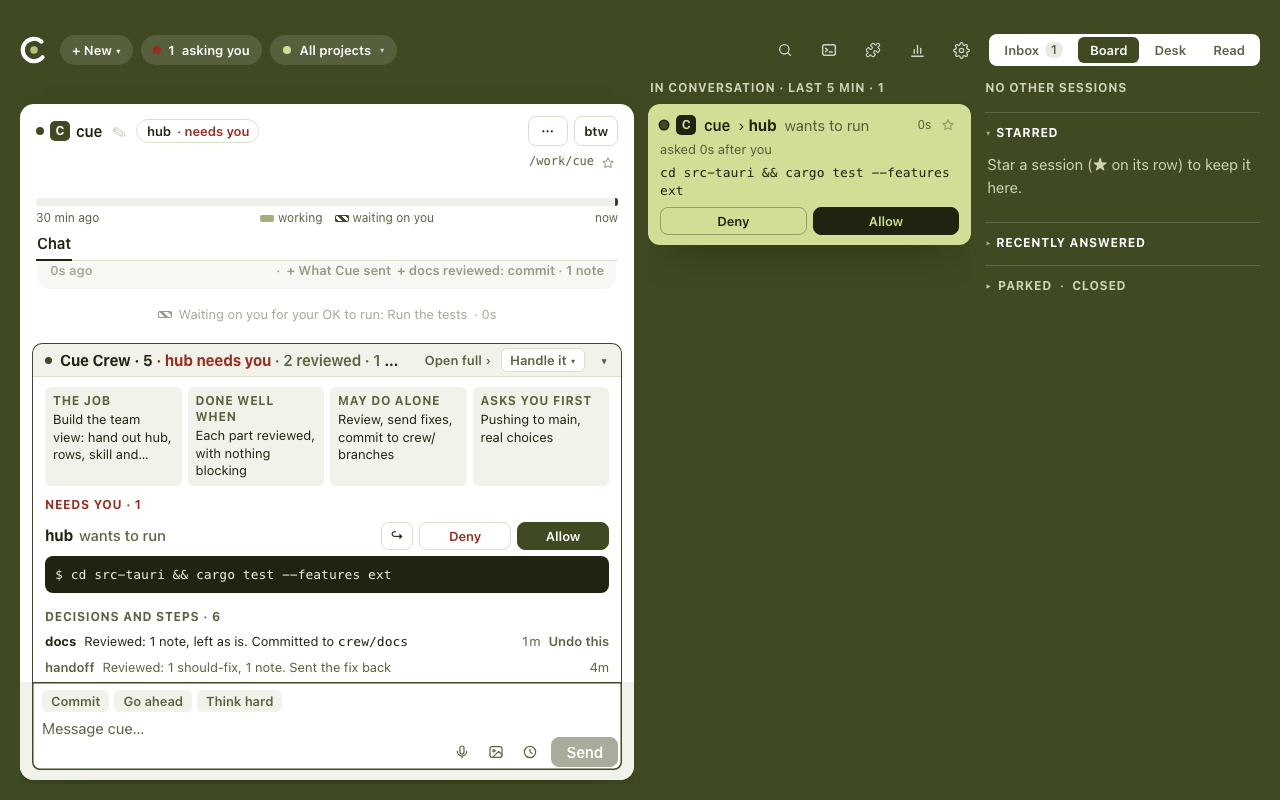 + New ▾
1 asking you
All projects ▾
Inbox 1
Board
Desk
Read
C cue
hub · needs you
···
btw
/work/cue
30 min ago
working
waiting on you
now
Chat
0s ago
· + What Cue sent + docs reviewed: commit · 1 note
Waiting on you for your OK to run: Run the tests · 0s
Cue Crew · 5 · hub needs you · 2 reviewed · 1 ...
Open full ›
Handle it ▾
▾
THE JOB
Build the team
view: hand out hub,
rows, skill and…
DONE WELL
WHEN
Each part reviewed,
with nothing
blocking
MAY DO ALONE
Review, send fixes,
commit to crew/
branches
ASKS YOU FIRST
Pushing to main,
real choices
NEEDS YOU · 1
hub wants to run
↪
Deny
Allow
$ cd src-tauri && cargo test --features ext
DECISIONS AND STEPS · 6
docs Reviewed: 1 note, left as is. Committed to crew/docs
1m Undo this
handoff Reviewed: 1 should-fix, 1 note. Sent the fix back
4m
Commit
Go ahead
Think hard
Message cue…
Send
IN CONVERSATION · LAST 5 MIN · 1
C cue › hub wants to run
0s
asked 0s after you
cd src-tauri && cargo test --features
ext
Deny
Allow
NO OTHER SESSIONS
▾ STARRED
Star a session (★ on its row) to keep it
here.
▸ RECENTLY ANSWERED
▸ PARKED · CLOSED